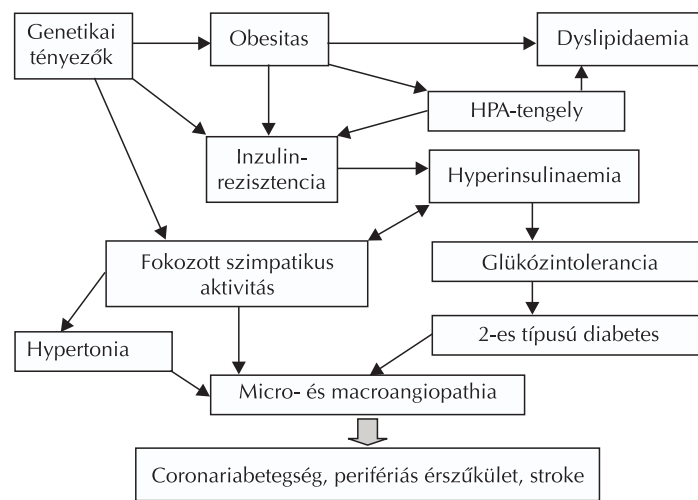 Genetikai
tényezők
Obesitas
Dyslipidaemia
HPA-tengely
Inzulin-
rezisztencia
Hyperinsulinaemia
Fokozott szimpatikus
aktivitás
Glükózintolerancia
Hypertonia
2-es típusú diabetes
Micro- és macroangiopathia
Coronariabetegség, perifériás érszűkület, stroke